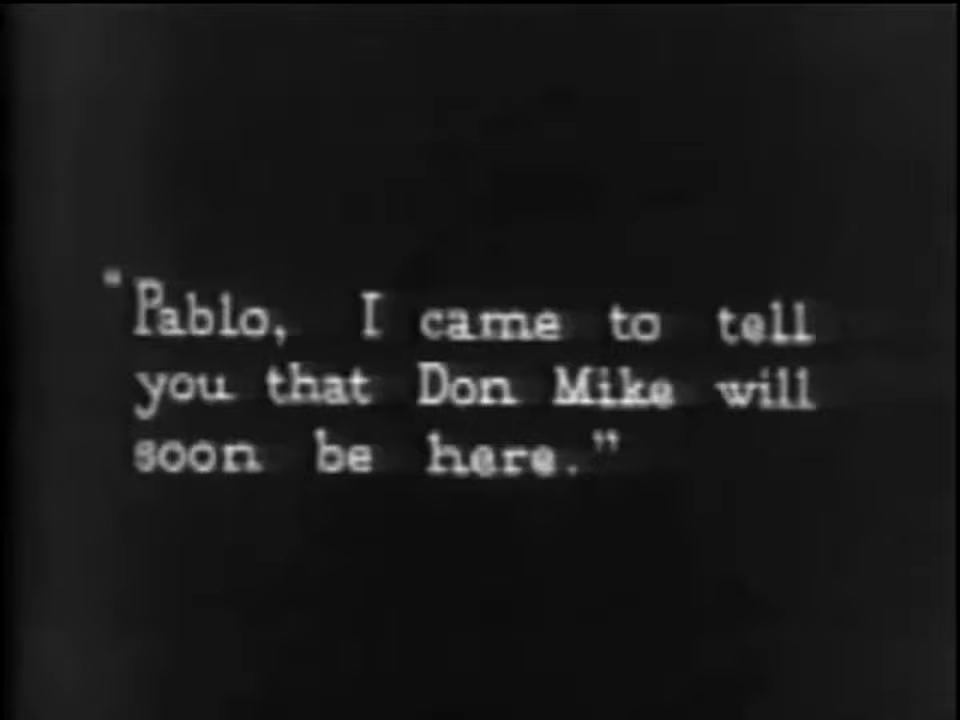 “Pablo, I came to tell
you that Don Mike will
soon be here.”